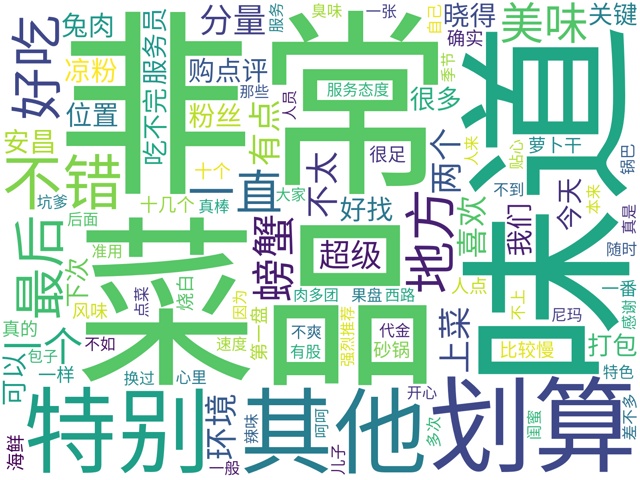 非常
味道
菜品
特别
其他
划算
不错
好吃
最后
地方
美味
分量
螃蟹
超级
一直
有点
不太
环境
上菜
一个
兔肉
吃不完
服务员
服务
臭味
一张
自己
晓得
关键
确实
季节
凉粉
购点评
那些
人员
服务态度
很多
位置
粉丝
很足
两个
人来
贴心
萝卜干
锅巴
安昌
十个
坑爹
十几个
真棒
大家
好找
喜欢
我们
不到
今天
本来
真是
下次
后面
准用
点菜
烧白
因为
肉多
团
果盘
西路
人点
不上
尼玛
随时
一番
感谢
风味
真的
不如
速度
第一盘
不爽
有股
强烈推荐
代金
砂锅
比较慢
打包
特色
可以
包子
一样
换过
心里
开心
海鲜
一般
辣味
呵呵
儿子
多次
闺蜜
差不多